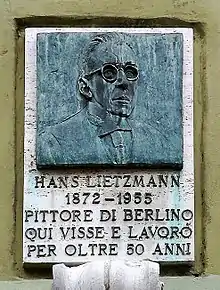 HANS LIETZMANN
1872-1955
PITTORE DI BERLINO
QUI VISSE E LAVORÒ
PER OLTRE 50 ANNI